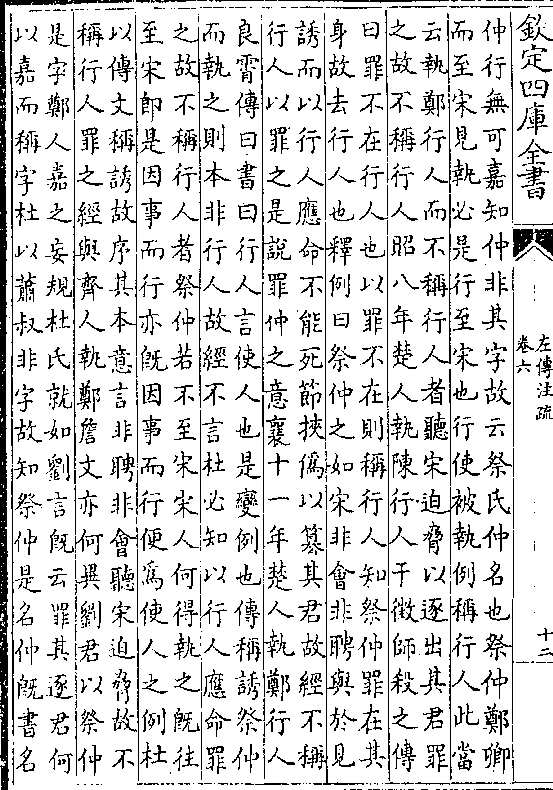 欽定四庫全書
左傳注疏
卷六
十二
仲行無可嘉知仲非其字故云祭氏仲名也祭仲鄭卿
而至宋見執必是行至宋也行使被執例稱行人此當
云執鄭行人而不稱行人者聽宋迫脅以逐出其君罪
之故不稱行人昭八年楚人執陳行人干徵師殺之傳
曰罪不在行人也以罪不在則稱行人知祭仲罪在其
身故去行人也釋例曰祭仲之如宋非會非聘與於見
誘而以行人應命不能死節挾僞以簒其君故經不稱
行人以罪之是說罪仲之意襄十一年楚人執鄭行人
良霄傳曰書曰行人言使人也是變例也傳稱誘祭仲
而執之則本非行人故經不言杜必知以行人應命罪
之故不稱行人者祭仲若不至宋宋人何得執之既往
至宋即是因事而行亦既因事而行便為使人之例杜
以傳文稱誘故序其本意言非聘非會聽宋迫脅故不
稱行人罪之經與齊人執鄭詹文亦何異劉君以祭仲
是字鄭人嘉之妄規杜氏就如劉言既云罪其逐君何
以嘉而稱字杜以蕭叔非字故知祭仲是名仲既書名